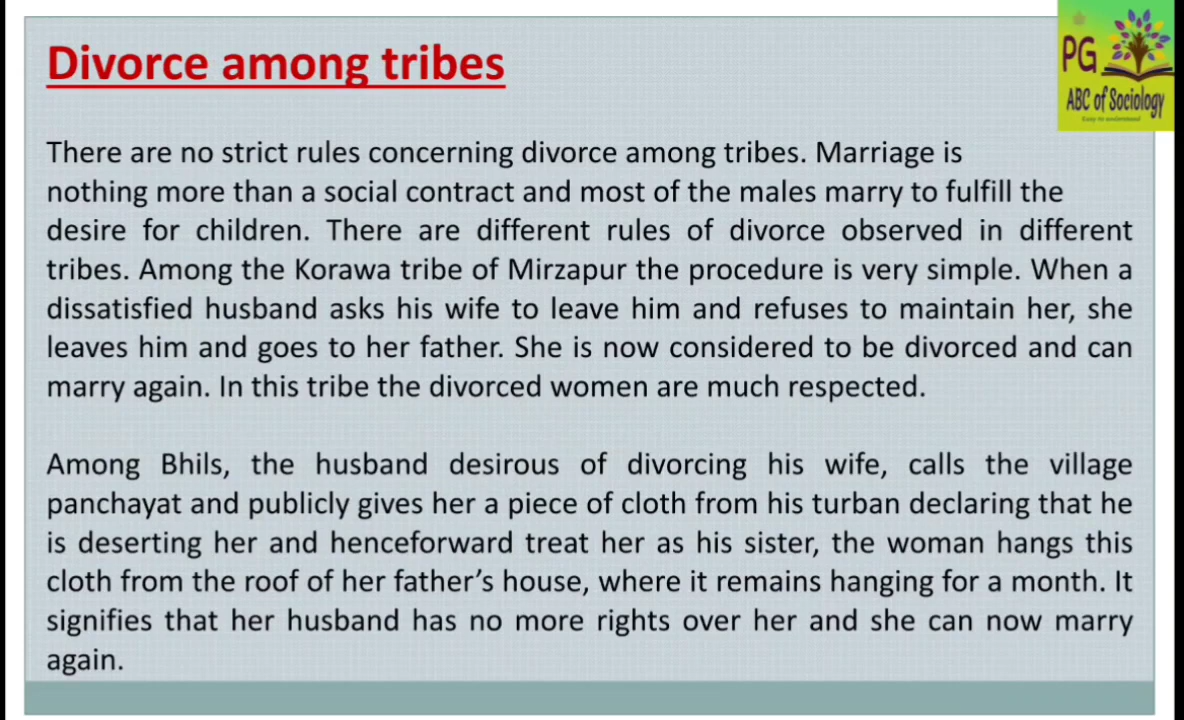 Divorce among tribes
PG
ABC of Sociology
Easy to understand
There are no strict rules concerning divorce among tribes. Marriage is
nothing more than a social contract and most of the males marry to fulfill the
desire for children. There are different rules of divorce observed in different
tribes. Among the Korawa tribe of Mirzapur the procedure is very simple. When a
dissatisfied husband asks his wife to leave him and refuses to maintain her, she
leaves him and goes to her father. She is now considered to be divorced and can
marry again. In this tribe the divorced women are much respected.
Among Bhils, the husband desirous of divorcing his wife, calls the village
panchayat and publicly gives her a piece of cloth from his turban declaring that he
is deserting her and henceforward treat her as his sister, the woman hangs this
cloth from the roof of her father’s house, where it remains hanging for a month. It
signifies that her husband has no more rights over her and she can now marry
again.